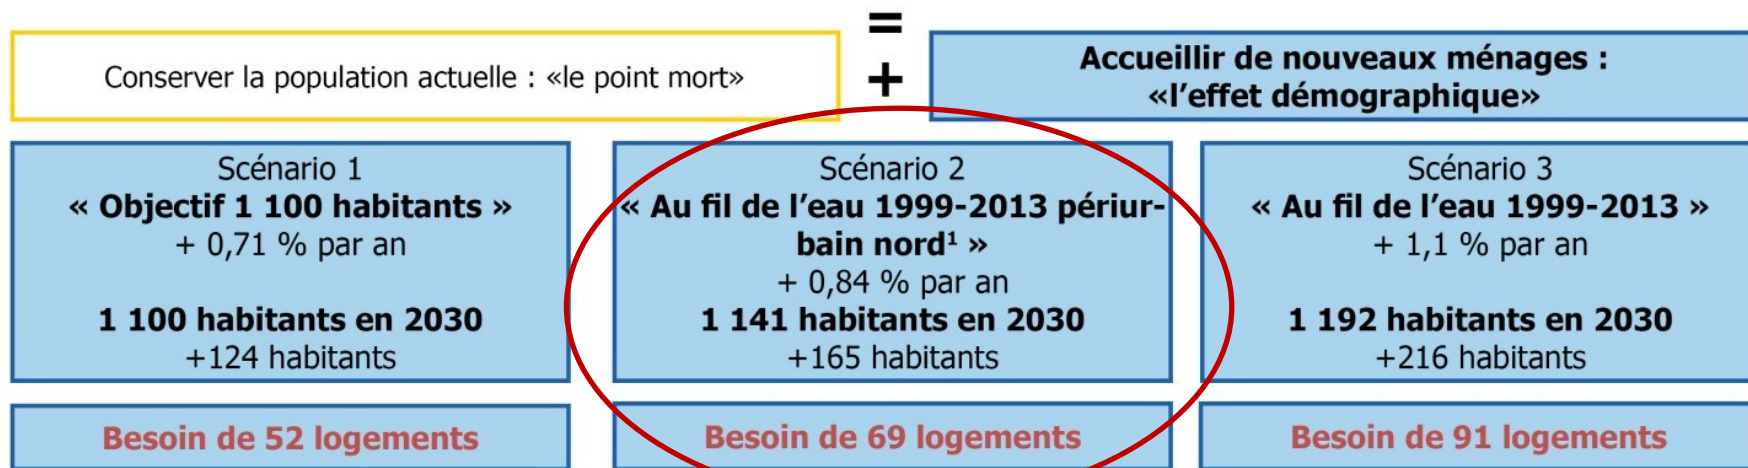 =
Conserver la population actuelle : «le point mort»
+
Accueillir de nouveaux ménages :
«l’effet démographique»
Scénario 1
« Objectif 1 100 habitants »
+ 0,71 % par an
1 100 habitants en 2030
+124 habitants
Besoin de 52 logements
Scénario 2
« Au fil de l’eau 1999-2013 périur-
bain nord¹ »
+ 0,84 % par an
1 141 habitants en 2030
+165 habitants
Besoin de 69 logements
Scénario 3
« Au fil de l’eau 1999-2013 »
+ 1,1 % par an
1 192 habitants en 2030
+216 habitants
Besoin de 91 logements